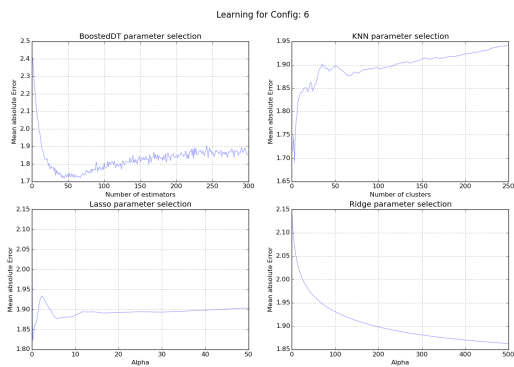 Learning for Config: 6
BoostedDT parameter selection
Mean absolute Error
2.5
2.4
2.3
2.2
2.1
2.0
1.9
1.8
1.7
0 50 100 150 200 250 300
Number of estimators
KNN parameter selection
Mean absolute Error
1.95
1.90
1.85
1.80
1.75
1.70
1.65
0 50 100 150 200 250
Number of clusters
Lasso parameter selection
Mean absolute Error
2.15
2.10
2.05
2.00
1.95
1.90
1.85
1.80
0 10 20 30 40 50
Alpha
Ridge parameter selection
Mean absolute Error
2.15
2.10
2.05
2.00
1.95
1.90
1.85
0 100 200 300 400 500
Alpha